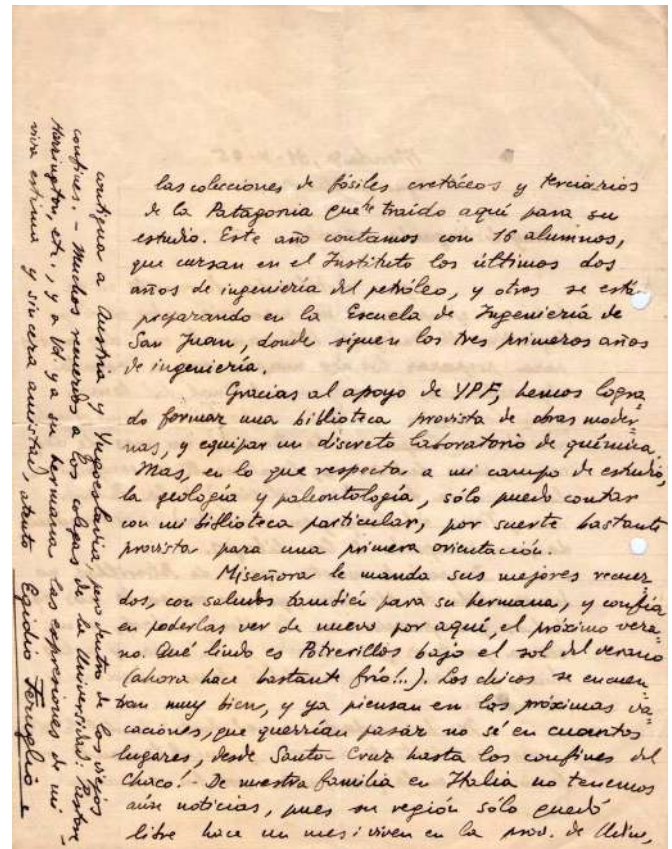 las colecciones de fósiles cretáceos y terciarios
de la Patagonia que he traído aquí para su
estudio. Este año contamos con 16 alumnos,
que cursan en el Instituto los últimos dos
años de ingeniería del petróleo, y otros se está
preparando en la Escuela de Ingeniería de
San Juan, donde siguen los tres primeros años
de ingeniería.
Gracias al apoyo de YPF, hemos logra-
do formar una biblioteca provista de obras moder-
nas, y equipar un discreto laboratorio de química.
Mas, en lo que respecta a mi campo de estudio,
la geología y paleontología, sólo puedo contar
con mi biblioteca particular, por suerte bastante
provista para una primera orientación.
Mi señora le manda sus mejores recuer-
dos, con saludos también para su hermana, y confía
en poderlas ver de nuevo por aquí, el próximo vera-
no. Qué lindo es Potrerillos bajo el sol del verano
(ahora hace bastante frío!..). Los chicos se encuen-
tran muy bien, y ya piensan en las próximas va-
caciones, que querrían pasar no sé en cuantos
lugares, desde Santa Cruz hasta los confines del
Chaco! - De nuestra familia en Italia no tenemos
aún noticias, pues su región sólo quedó
libre hace un mes; viven en la prov. de Udine,
contigua a Austria y Yugoeslavia, pero dentro de los viejos
confines. - Muchos recuerdos a los colegas de la Universidad:
Harrington, etc., y a Vd. y a su hermana las expresiones de mi
viva estima y sincera amistad, atento Egidio Feruglio